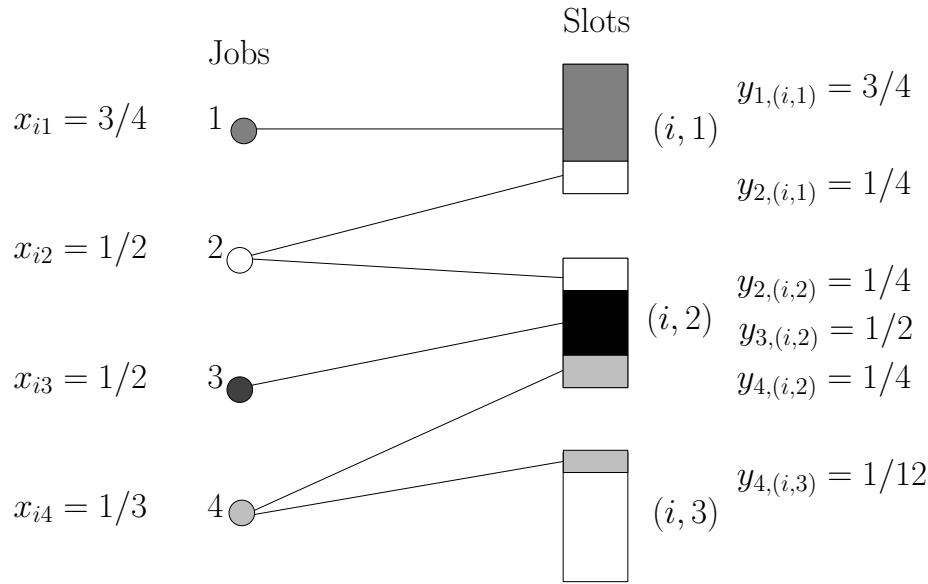 Slots
Jobs
x_{i1} = 3/4
1
(i, 1)
y_{1,(i,1)} = 3/4
y_{2,(i,1)} = 1/4
x_{i2} = 1/2
2
(i, 2)
y_{2,(i,2)} = 1/4
y_{3,(i,2)} = 1/2
y_{4,(i,2)} = 1/4
x_{i3} = 1/2
3
x_{i4} = 1/3
4
(i, 3)
y_{4,(i,3)} = 1/12